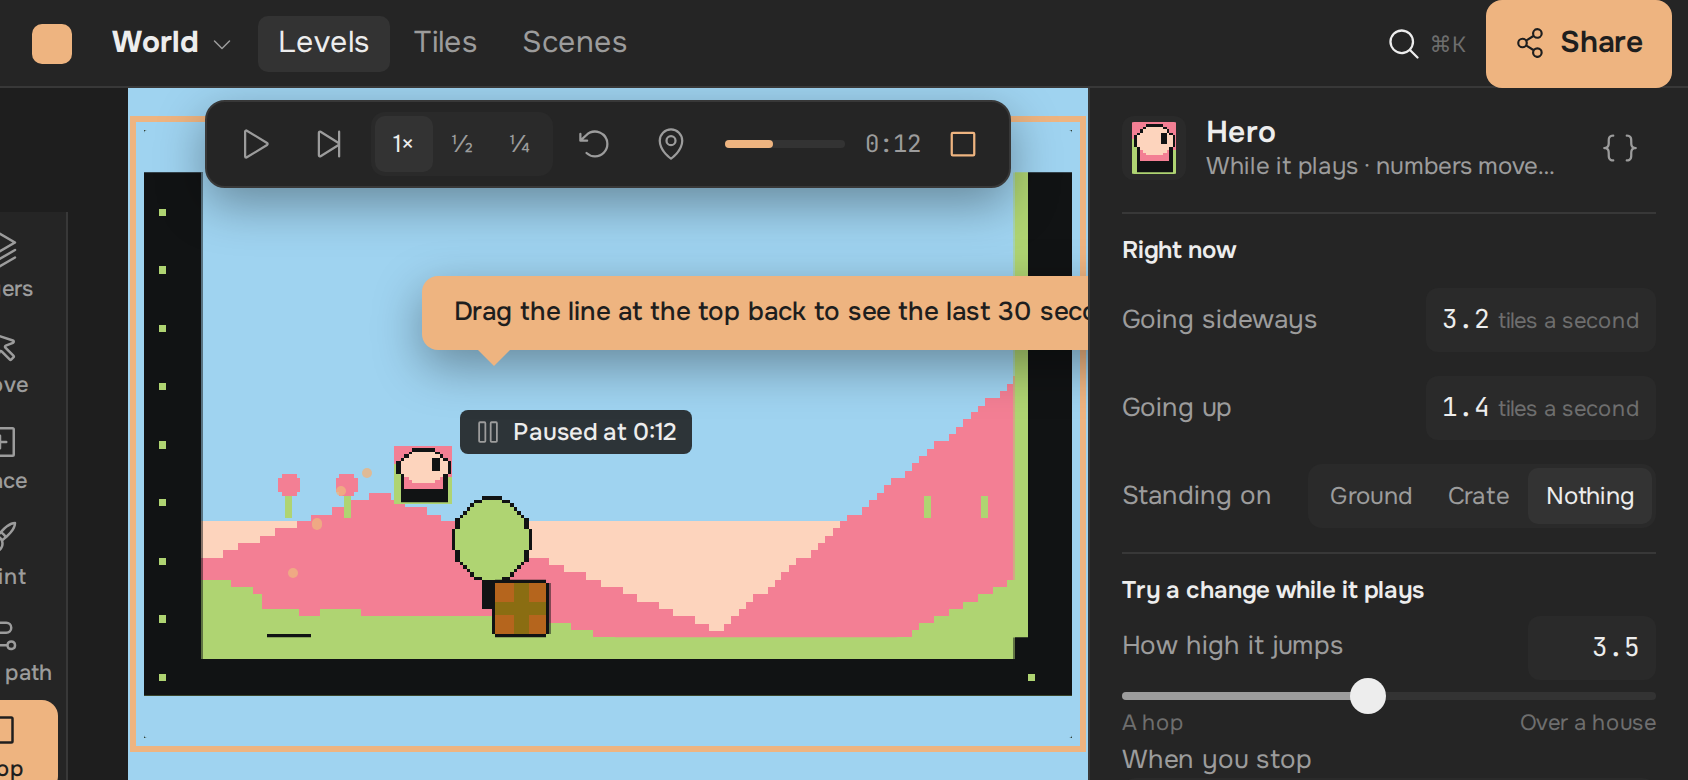 World
Levels
Tiles
Scenes
⌘K
Share
1×
½
¼
0:12
Hero
While it plays · numbers move...
Right now
Going sideways
3.2 tiles a second
Going up
1.4 tiles a second
Standing on
Ground
Crate
Nothing
Try a change while it plays
How high it jumps
3.5
A hop
Over a house
When you stop
Drag the line at the top back to see the last 30 seco
Paused at 0:12
ers
ove
ce
int
path
op